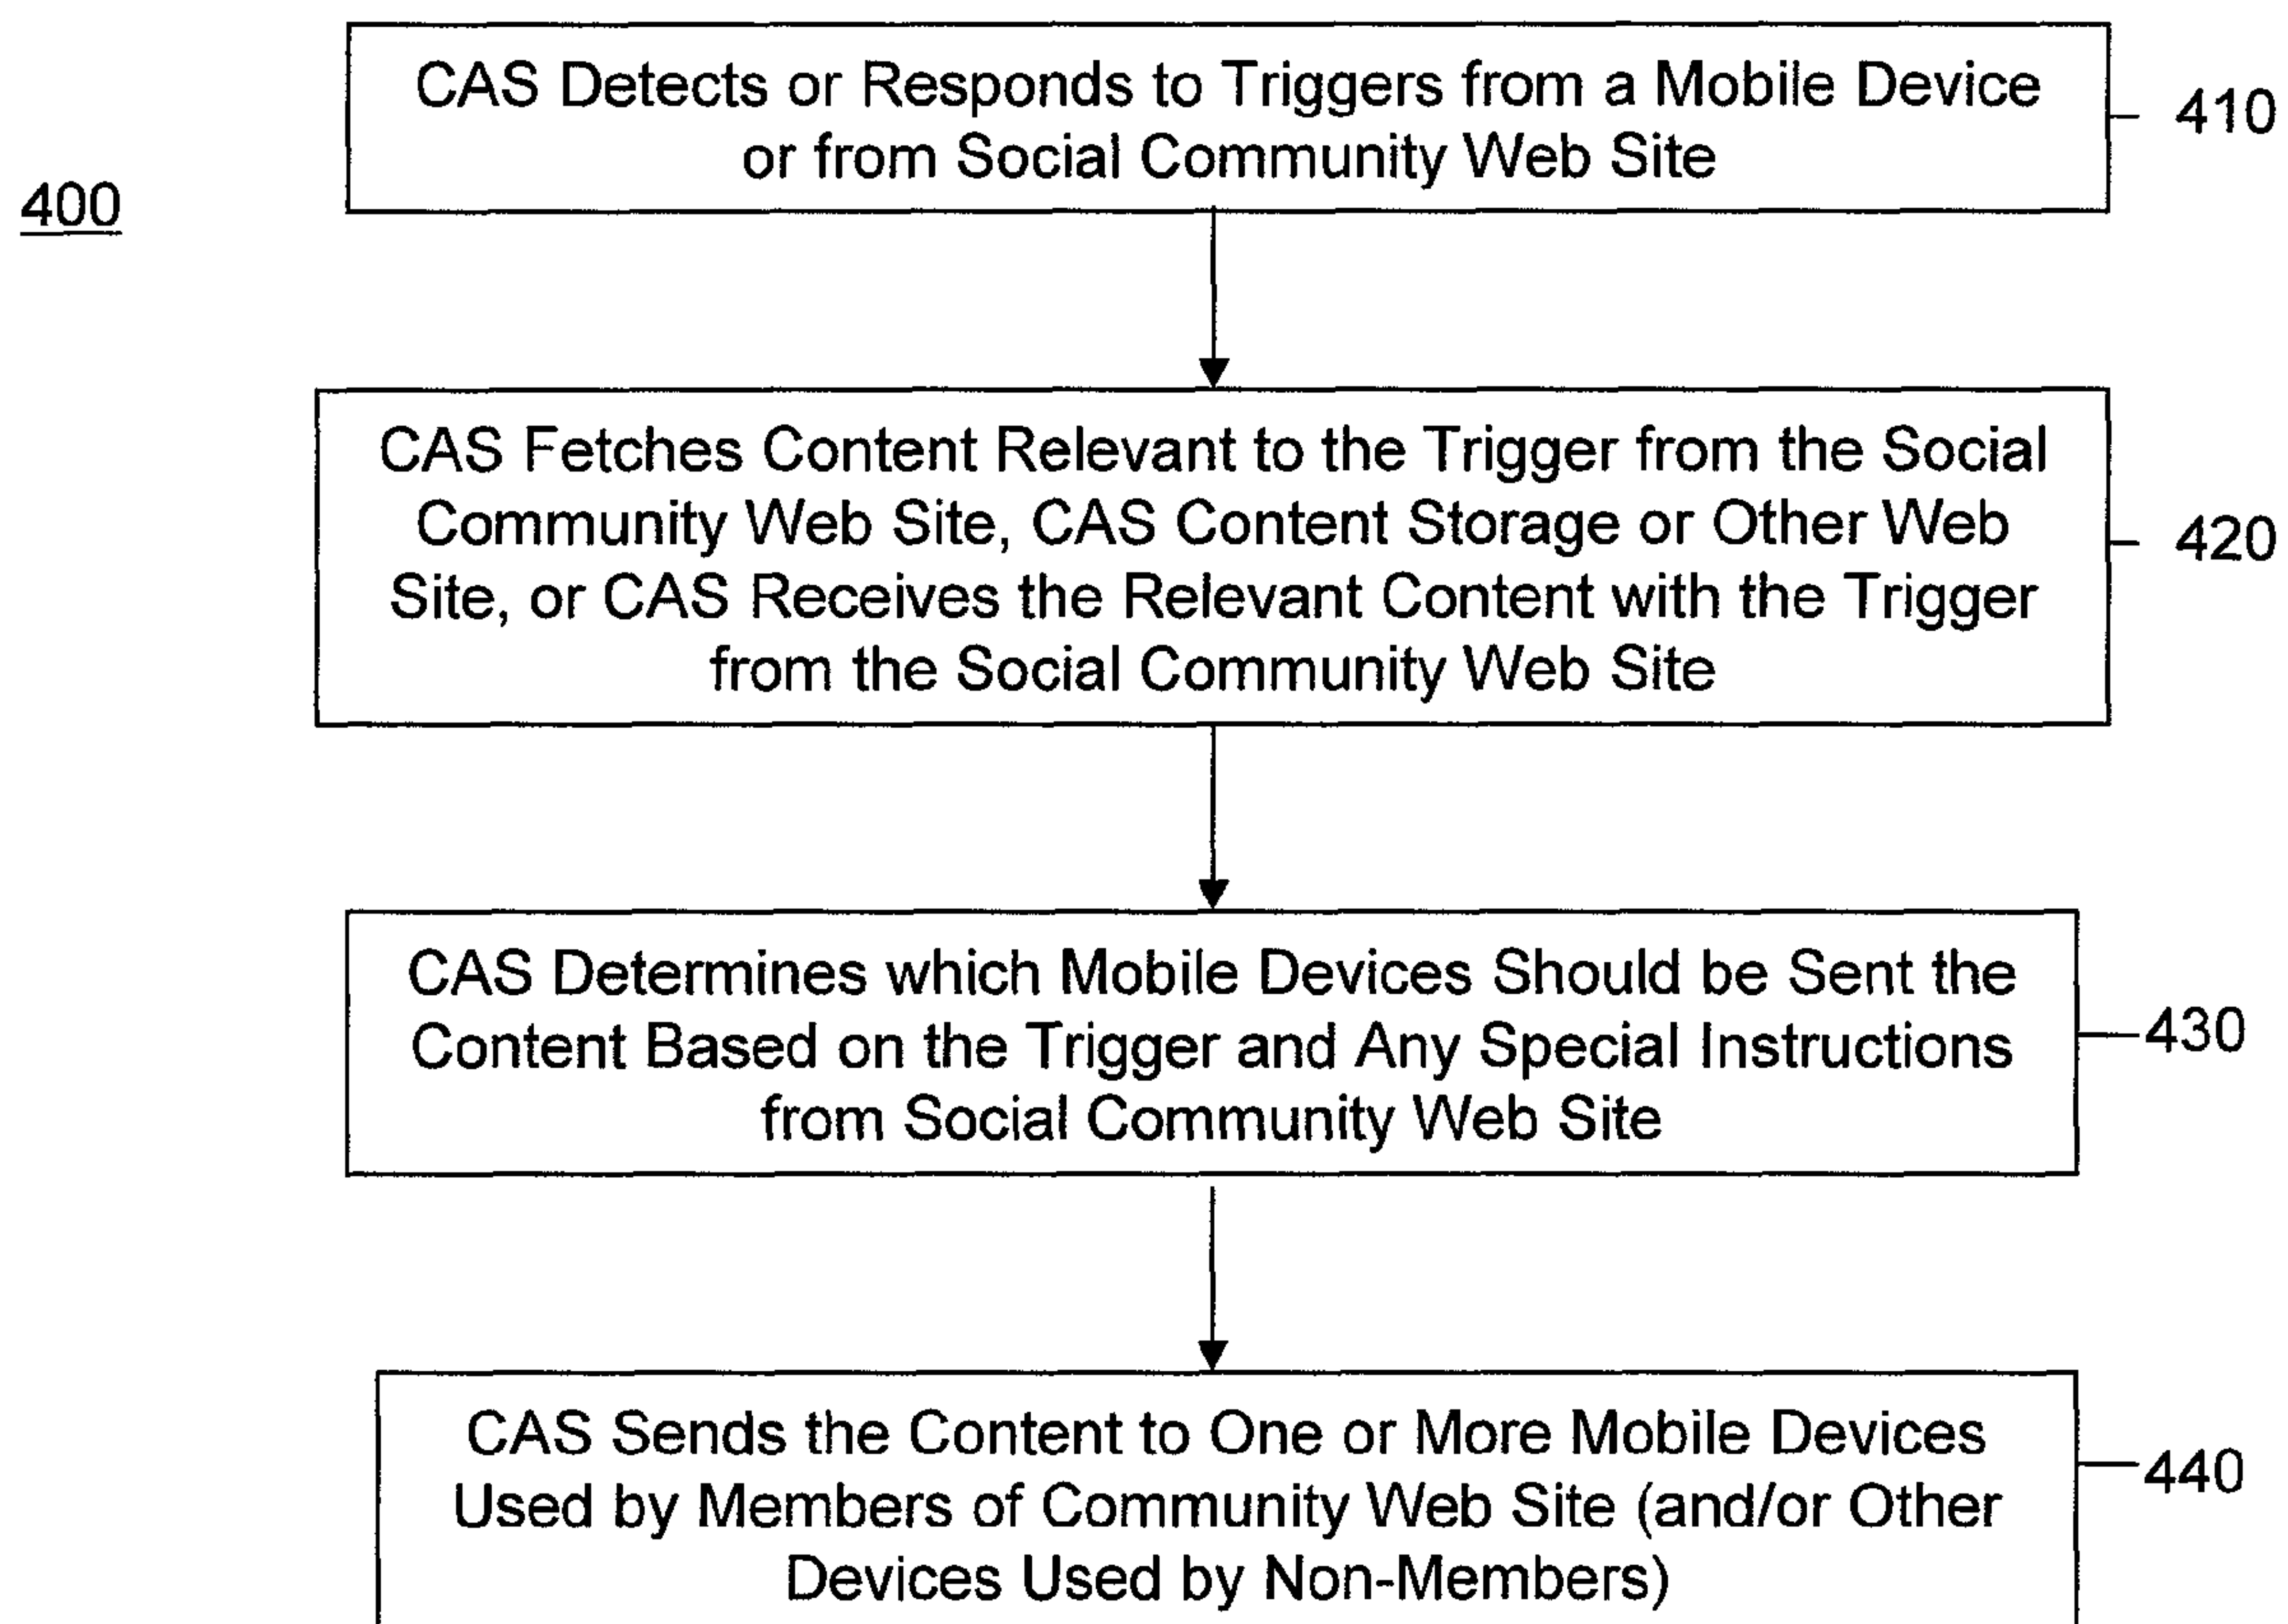 CAS Detects or Responds to Triggers from a Mobile Device
or from Social Community Web Site
410
400
CAS Fetches Content Relevant to the Trigger from the Social
Community Web Site, CAS Content Storage or Other Web
Site, or CAS Receives the Relevant Content with the Trigger
from the Social Community Web Site
420
CAS Determines which Mobile Devices Should be Sent the
Content Based on the Trigger and Any Special Instructions
from Social Community Web Site
430
CAS Sends the Content to One or More Mobile Devices
Used by Members of Community Web Site (and/or Other
Devices Used by Non-Members)
440